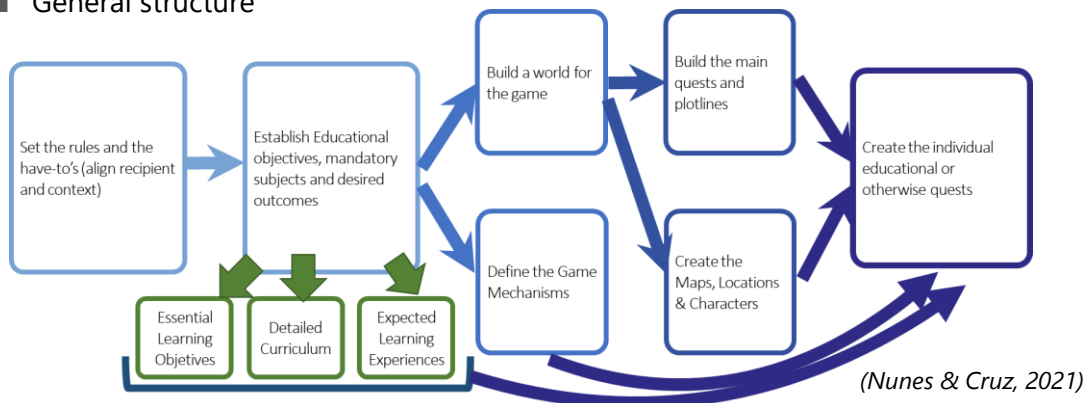 General structure
Set the rules and the
have-to's (align recipient
and context)
Establish Educational
objectives, mandatory
subjects and desired
outcomes
Essential
Learning
Objetives
Detailed
Curriculum
Expected
Learning
Experiences
Build a world for
the game
Define the Game
Mechanisms
Build the main
quests and
plotlines
Create the
Maps, Locations
& Characters
Create the individual
educational or
otherwise quests
(Nunes & Cruz, 2021)